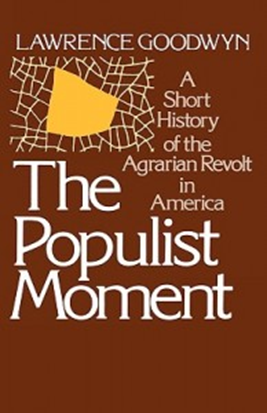 LAWRENCE GOODWYN
A
Short
History
of the
Agrarian Revolt
in
America
The
Populist
Moment